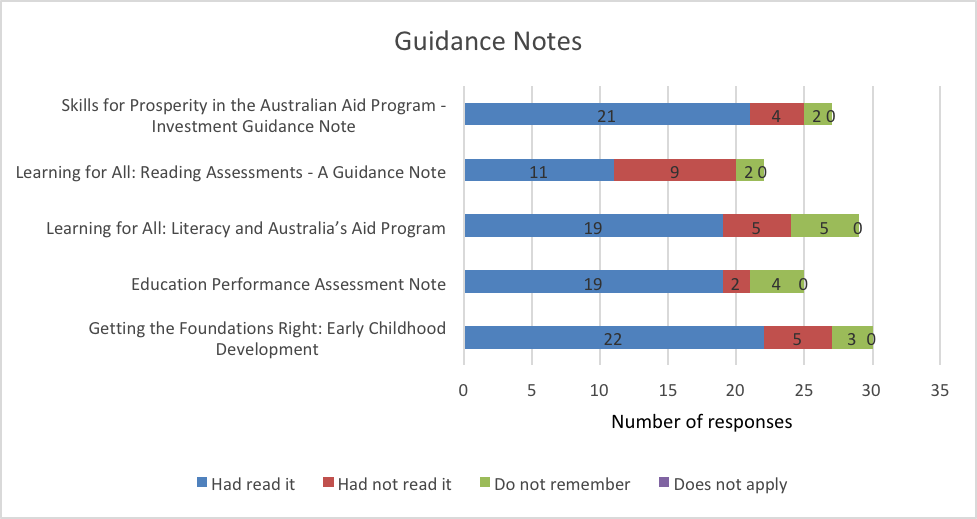 Guidance Notes
Skills for Prosperity in the Australian Aid Program -
Investment Guidance Note
21 4 2 0
Learning for All: Reading Assessments - A Guidance Note
11 9 2 0
Learning for All: Literacy and Australia’s Aid Program
19 5 5 0
Education Performance Assessment Note
19 2 4 0
Getting the Foundations Right: Early Childhood
Development
22 5 3 0
0 5 10 15 20 25 30 35
Number of responses
Had read it Had not read it Do not remember Does not apply